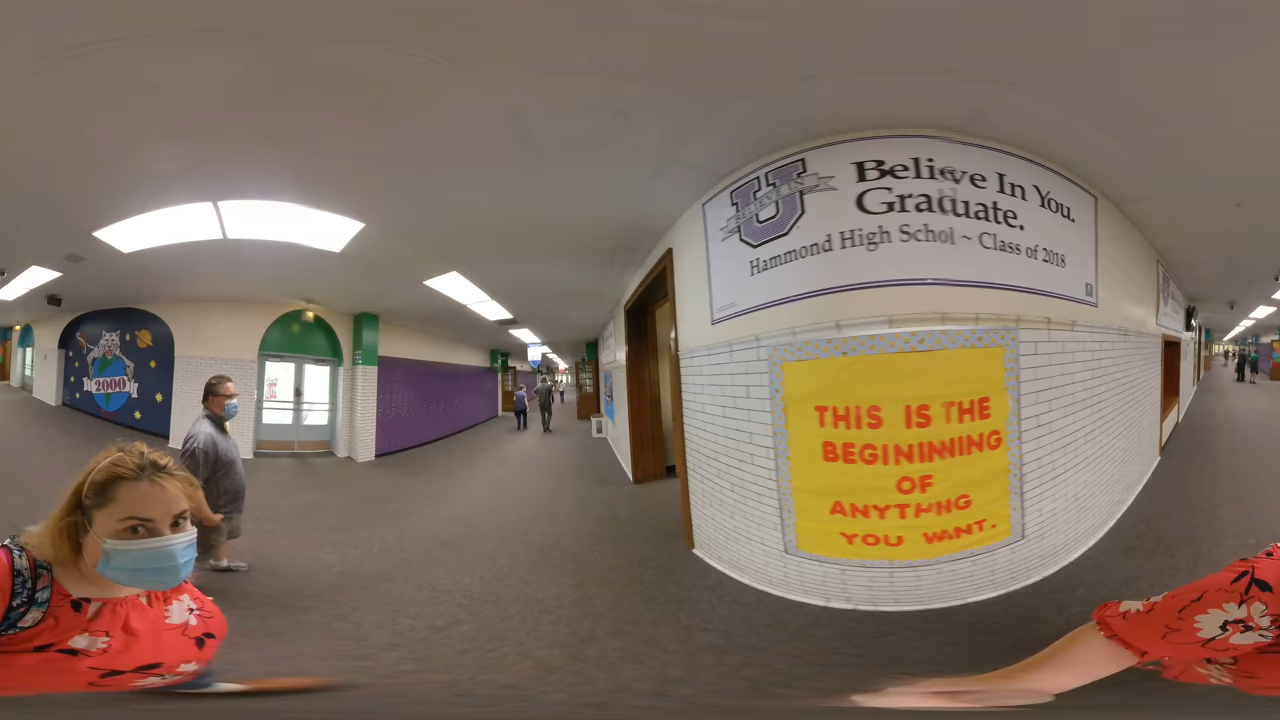 BELIEVE IN
U
Believe In You.
Graduate.
Hammond High Schol ~ Class of 2018
THIS IS THE
BEGININNING
OF
ANYTHHG
YOU WANT.
2000